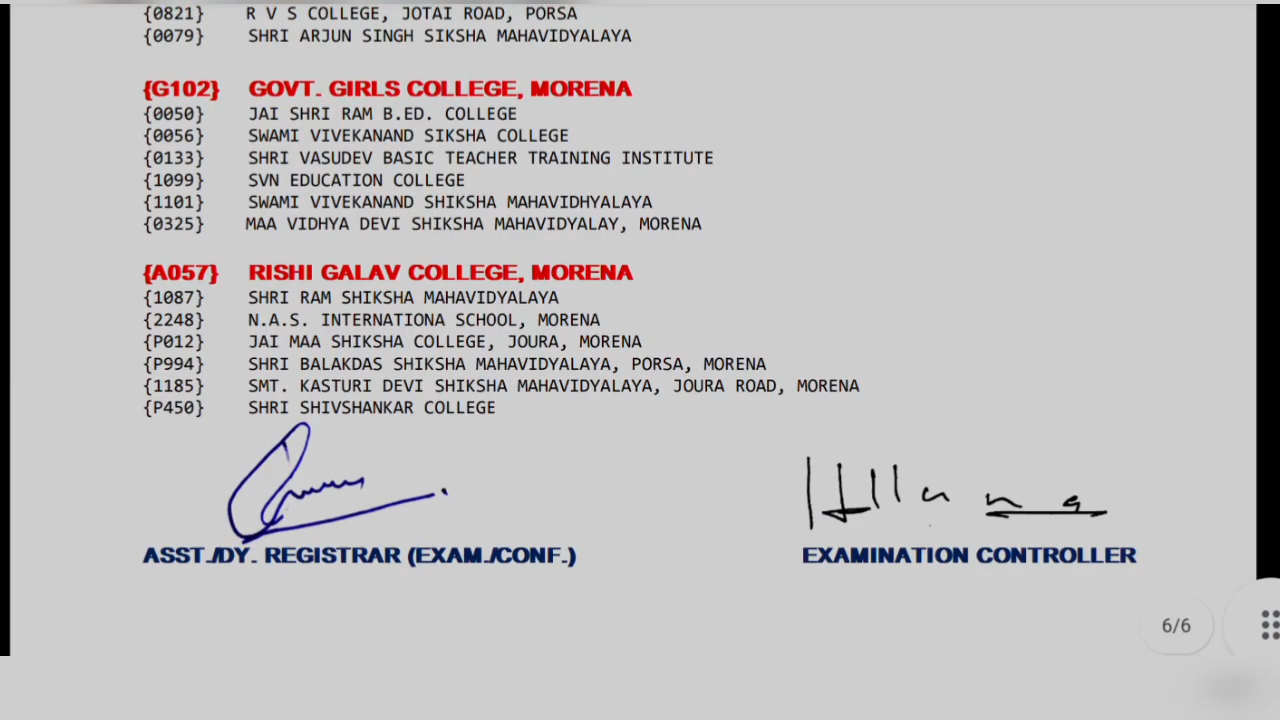 {0821} R V S COLLEGE, JOTAI ROAD, PORSA
{0079} SHRI ARJUN SINGH SIKSHA MAHAVIDYALAYA
{G102} GOVT. GIRLS COLLEGE, MORENA
{0050} JAI SHRI RAM B.ED. COLLEGE
{0056} SWAMI VIVEKANAND SIKSHA COLLEGE
{0133} SHRI VASUDEV BASIC TEACHER TRAINING INSTITUTE
{1099} SVN EDUCATION COLLEGE
{1101} SWAMI VIVEKANAND SHIKSHA MAHAVIDHYALAYA
{0325} MAA VIDHYA DEVI SHIKSHA MAHAVIDYALAY, MORENA
{A057} RISHI GALAV COLLEGE, MORENA
{1087} SHRI RAM SHIKSHA MAHAVIDYALAYA
{2248} N.A.S. INTERNATIONA SCHOOL, MORENA
{P012} JAI MAA SHIKSHA COLLEGE, JOURA, MORENA
{P994} SHRI BALAKDAS SHIKSHA MAHAVIDYALAYA, PORSA, MORENA
{1185} SMT. KASTURI DEVI SHIKSHA MAHAVIDYALAYA, JOURA ROAD, MORENA
{P450} SHRI SHIVSHANKAR COLLEGE
ASST./DY. REGISTRAR (EXAM./CONF.) EXAMINATION CONTROLLER
6/6